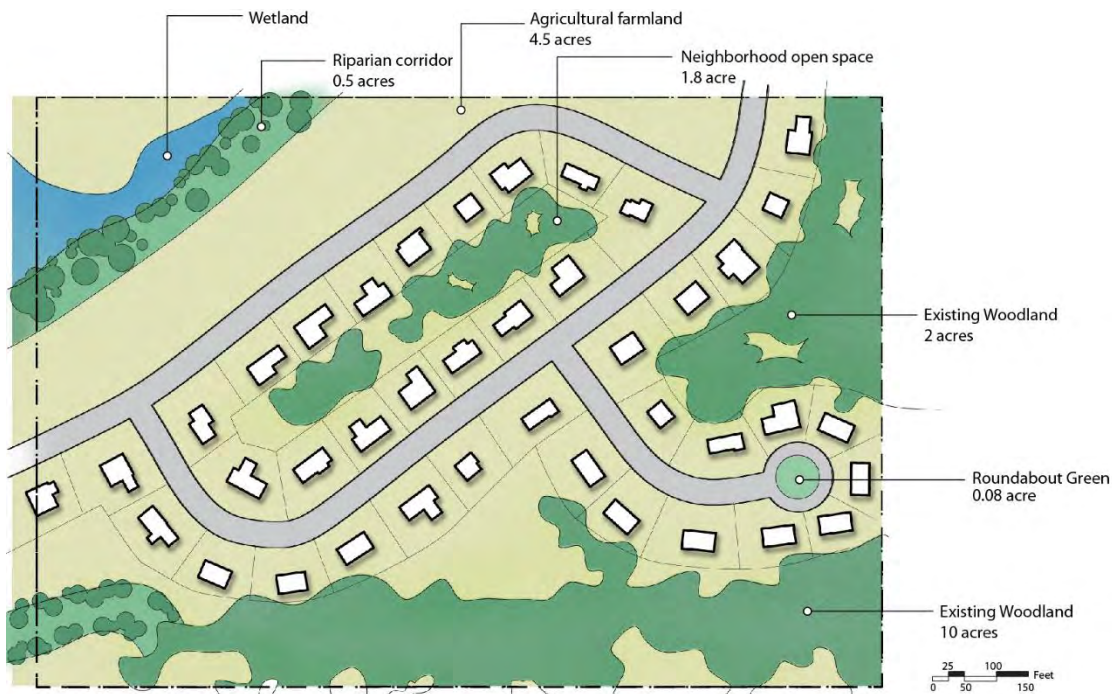 Wetland
Agricultural farmland
4.5 acres
Riparian corridor
0.5 acres
Neighborhood open space
1.8 acre
Existing Woodland
2 acres
Roundabout Green
0.08 acre
Existing Woodland
10 acres
25 100
Feet
0 50 150